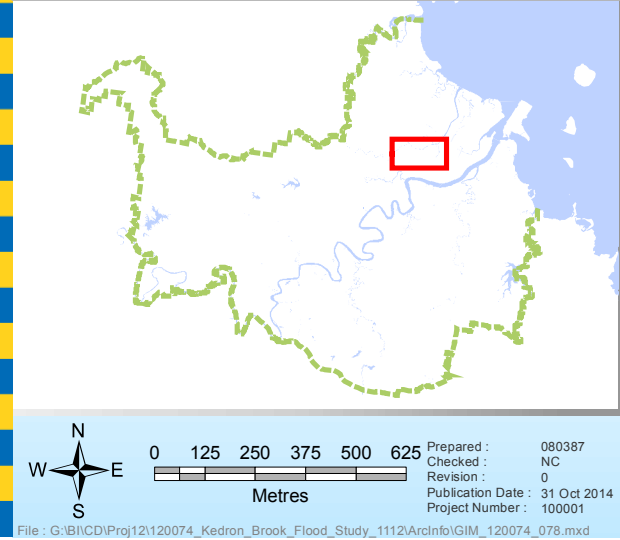 N
W E
S
0 125 250 375 500 625
Metres
Prepared : 080387
Checked : NC
Revision : 0
Publication Date : 31 Oct 2014
Project Number : 100001
File : G:\BI\CD\Proj12\120074_Kedron_Brook_Flood_Study_1112\ArcInfo\GIM_120074_078.mxd